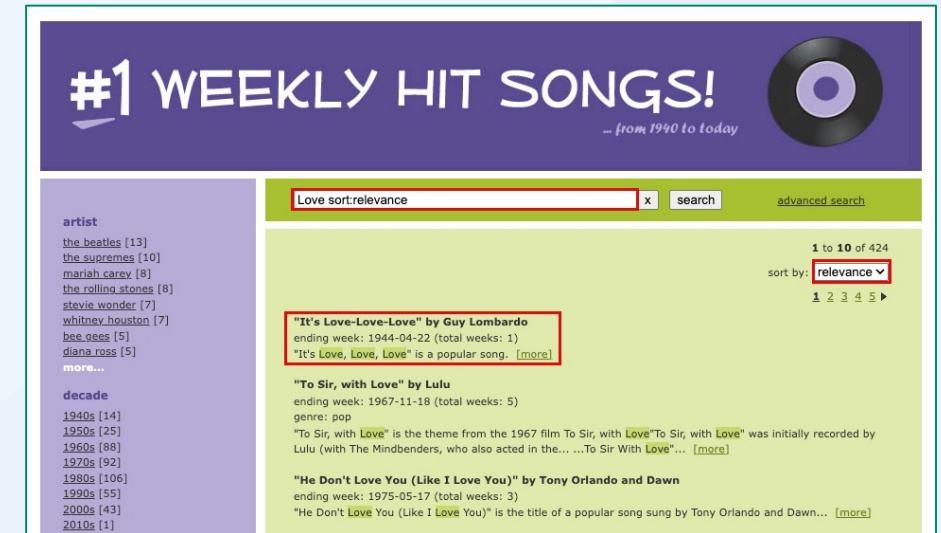 #1 WEEKLY HIT SONGS!
... from 1940 to today
Love sort:relevance x search advanced search
artist
the beatles [13]
the supremes [10]
mariah carey [8]
the rolling stones [8]
stevie wonder [7]
whitney houston [7]
bee gees [5]
diana ross [5]
more...
decade
1940s [14]
1950s [25]
1960s [88]
1970s [92]
1980s [106]
1990s [55]
2000s [43]
2010s [1]
1 to 10 of 424
sort by: relevance
1 2 3 4 5
"It's Love-Love-Love" by Guy Lombardo
ending week: 1944-04-22 (total weeks: 1)
"It's Love, Love, Love" is a popular song. [more]
"To Sir, with Love" by Lulu
ending week: 1967-11-18 (total weeks: 5)
genre: pop
"To Sir, with Love" is the theme from the 1967 film To Sir, with Love"To Sir, with Love" was initially recorded by
Lulu (with The Mindbenders, who also acted in the... ...To Sir With Love"... [more]
"He Don't Love You (Like I Love You)" by Tony Orlando and Dawn
ending week: 1975-05-17 (total weeks: 3)
"He Don't Love You (Like I Love You)" is the title of a popular song sung by Tony Orlando and Dawn... [more]